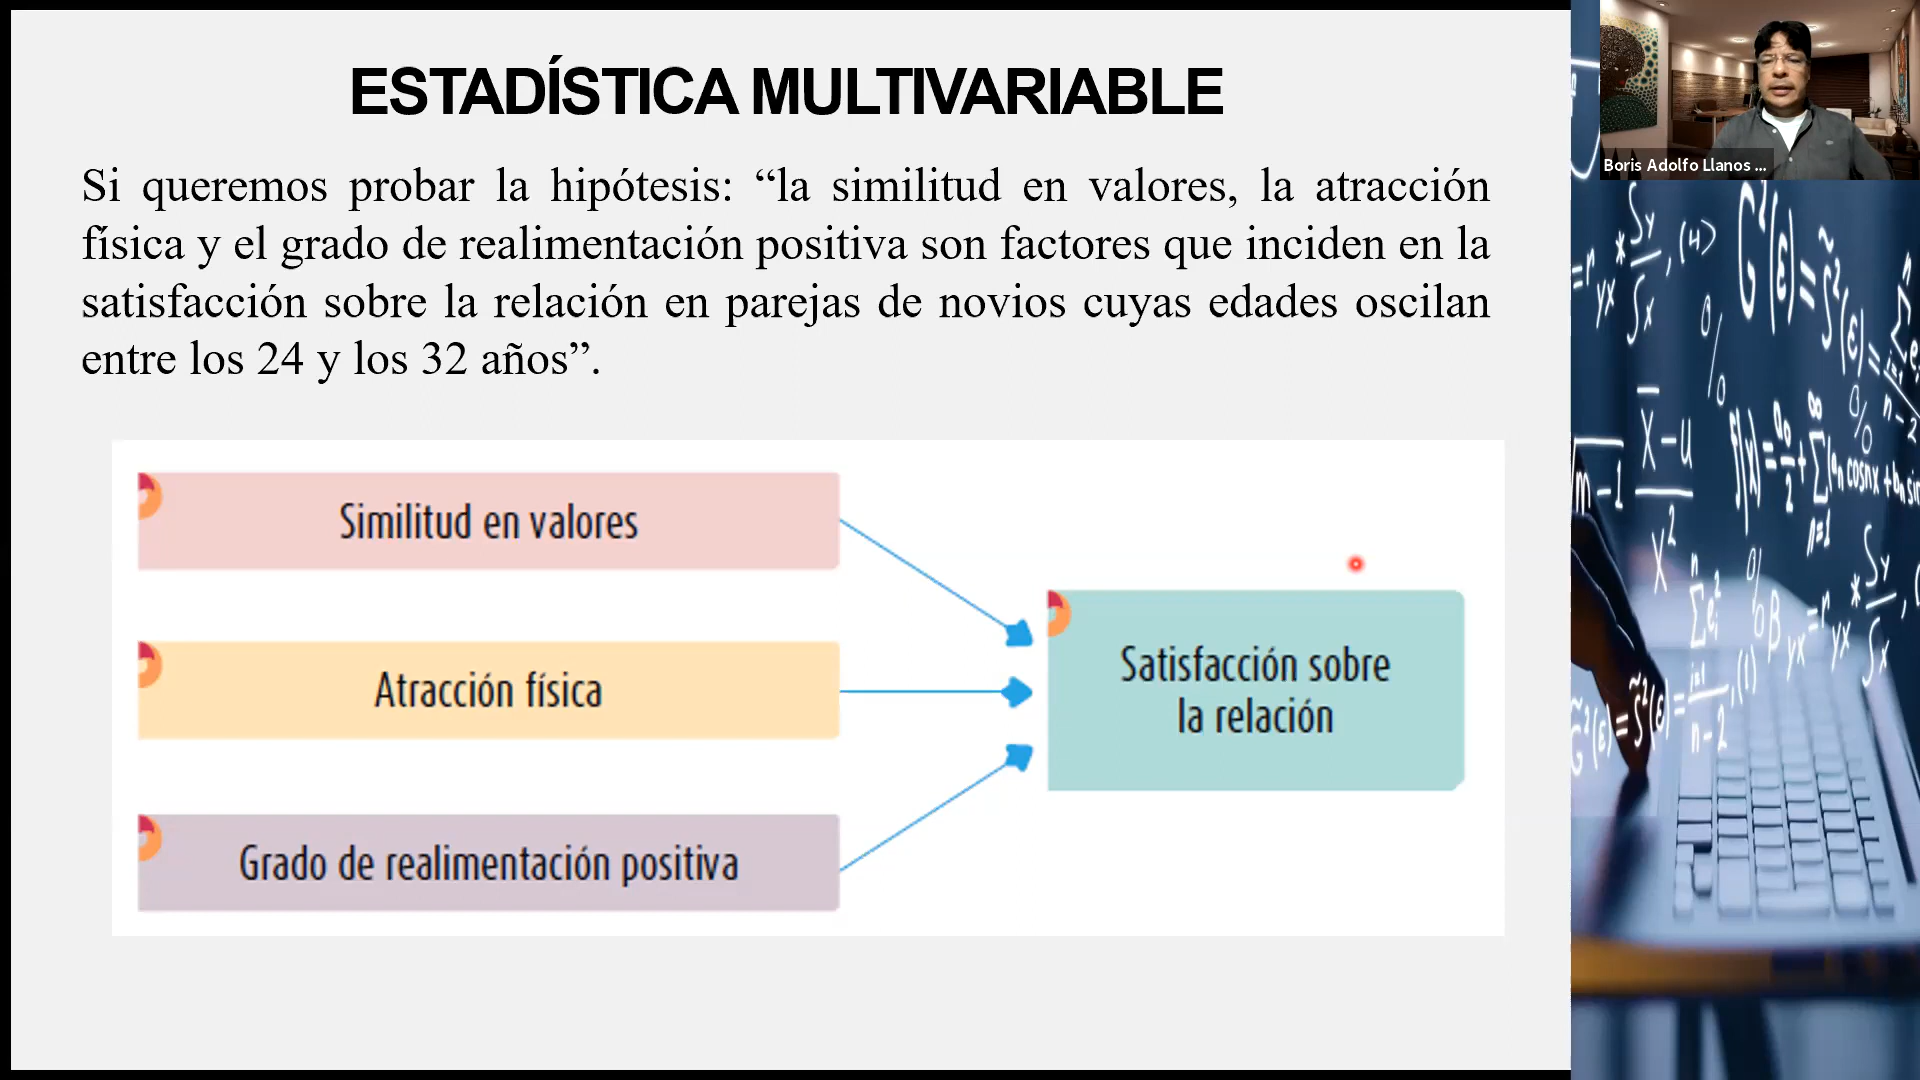 ESTADÍSTICA MULTIVARIABLE
Si queremos probar la hipótesis: “la similitud en valores, la atracción
física y el grado de realimentación positiva son factores que inciden en la
satisfacción sobre la relación en parejas de novios cuyas edades oscilan
entre los 24 y los 32 años”.
Similitud en valores
Atracción física
Grado de realimentación positiva
Satisfacción sobre
la relación
Boris Adolfo Llanos ...